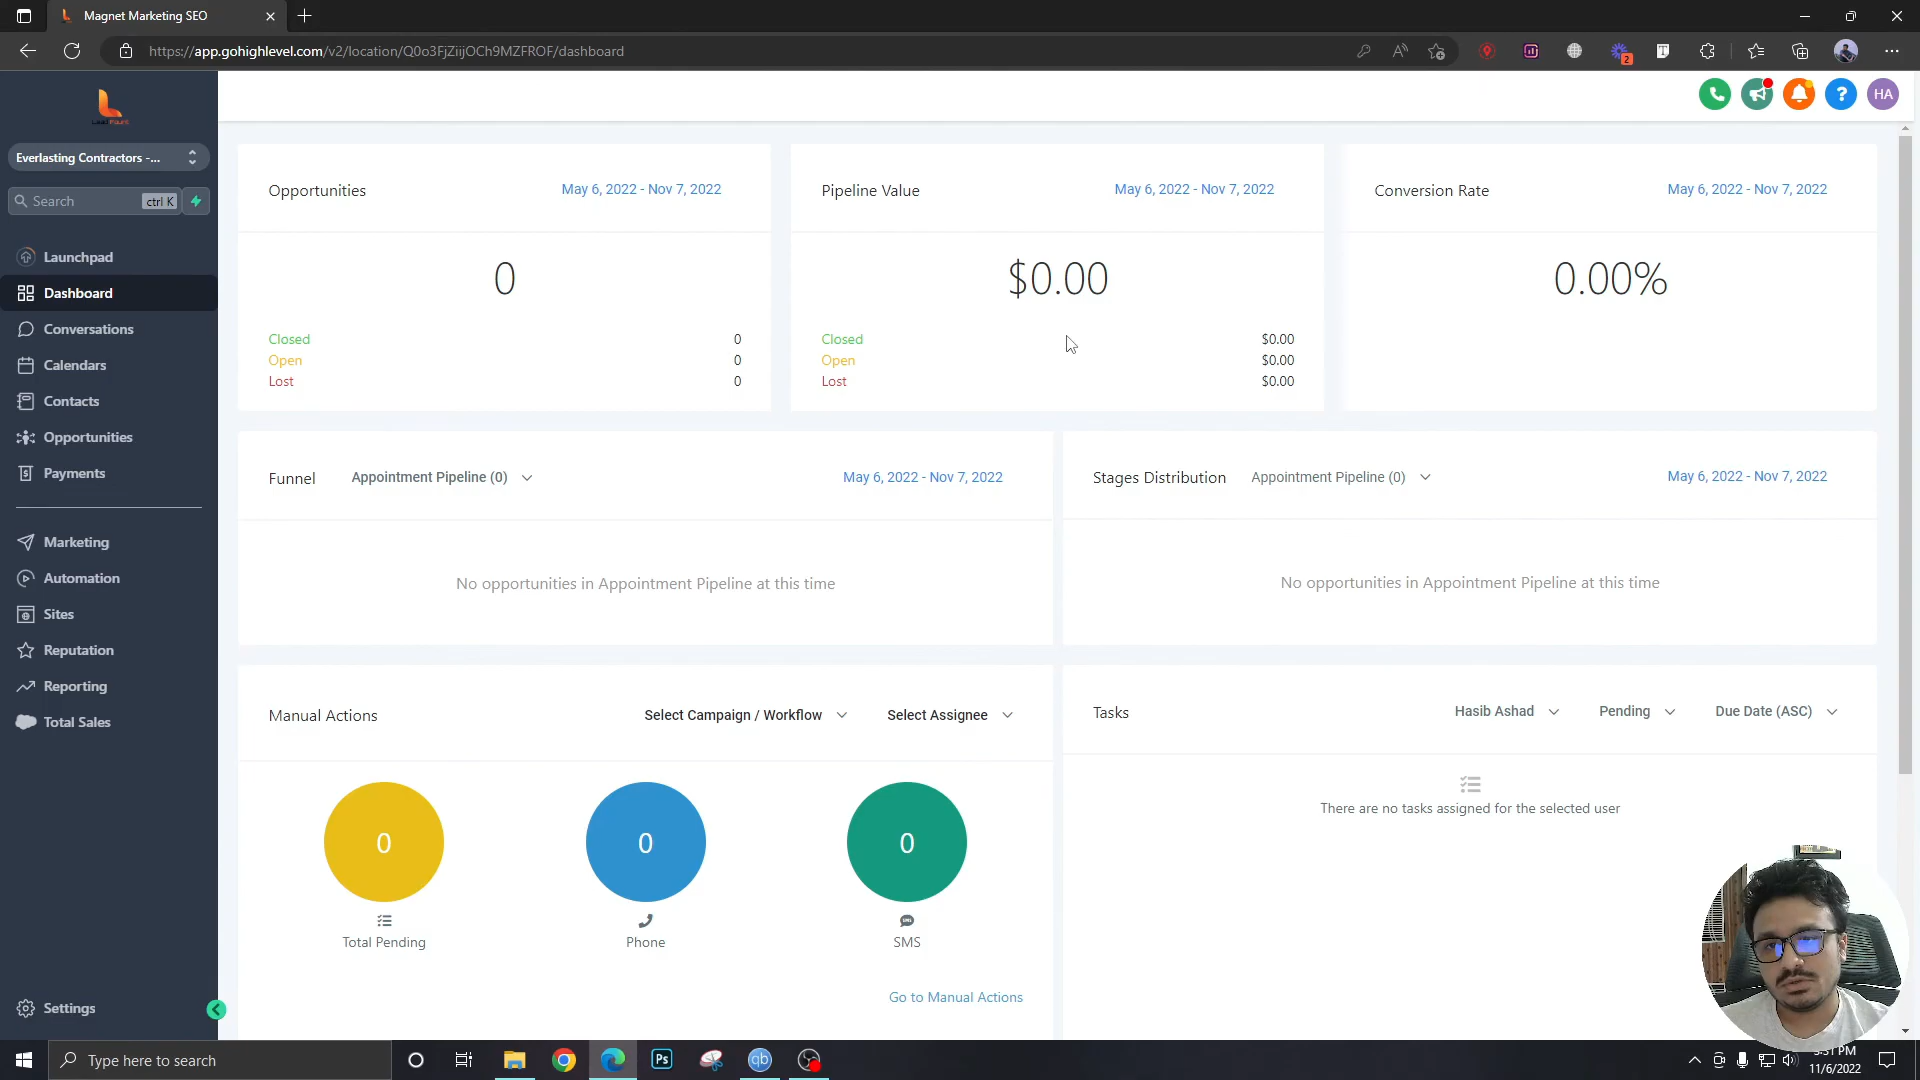 Magnet Marketing SEO
https://app.gohighlevel.com/v2/location/Q0o3FjZiijOCh9MZFROF/dashboard
2
HA
Everlasting Contractors -...
Search
ctrl K
Launchpad
Dashboard
Conversations
Calendars
Contacts
Opportunities
Payments
Marketing
Automation
Sites
Reputation
Reporting
Total Sales
Settings
Opportunities
May 6, 2022 - Nov 7, 2022
0
Closed 0
Open 0
Lost 0
Pipeline Value
May 6, 2022 - Nov 7, 2022
$0.00
Closed $0.00
Open $0.00
Lost $0.00
Conversion Rate
May 6, 2022 - Nov 7, 2022
0.00%
Funnel
Appointment Pipeline (0)
May 6, 2022 - Nov 7, 2022
No opportunities in Appointment Pipeline at this time
Stages Distribution
Appointment Pipeline (0)
May 6, 2022 - Nov 7, 2022
No opportunities in Appointment Pipeline at this time
Manual Actions
Select Campaign / Workflow
Select Assignee
0
Total Pending
0
Phone
0
SMS
Go to Manual Actions
Tasks
Hasib Ashad
Pending
Due Date (ASC)
There are no tasks assigned for the selected user
Type here to search
Ps
qb
11/6/2022